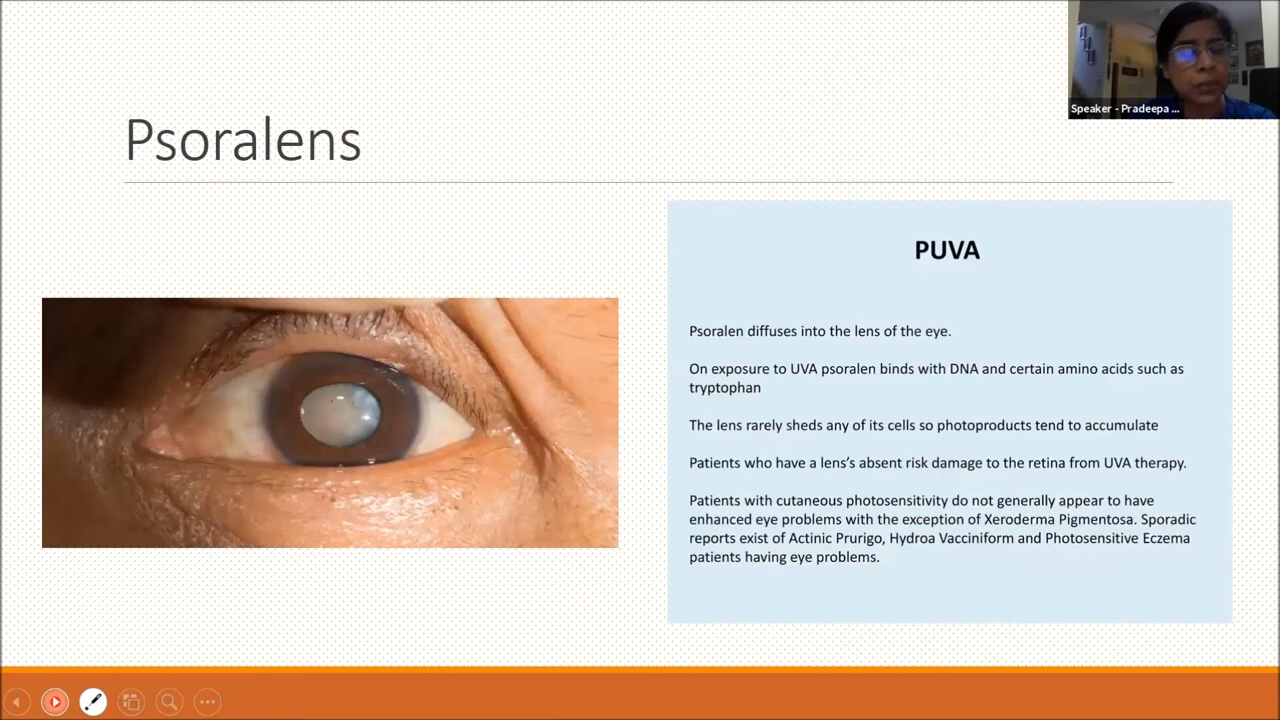 Speaker - Pradeepa ...
Psoralens
PUVA
Psoralen diffuses into the lens of the eye.
On exposure to UVA psoralen binds with DNA and certain amino acids such as
tryptophan
The lens rarely sheds any of its cells so photoproducts tend to accumulate
Patients who have a lens’s absent risk damage to the retina from UVA therapy.
Patients with cutaneous photosensitivity do not generally appear to have
enhanced eye problems with the exception of Xeroderma Pigmentosa. Sporadic
reports exist of Actinic Prurigo, Hydroa Vacciniform and Photosensitive Eczema
patients having eye problems.